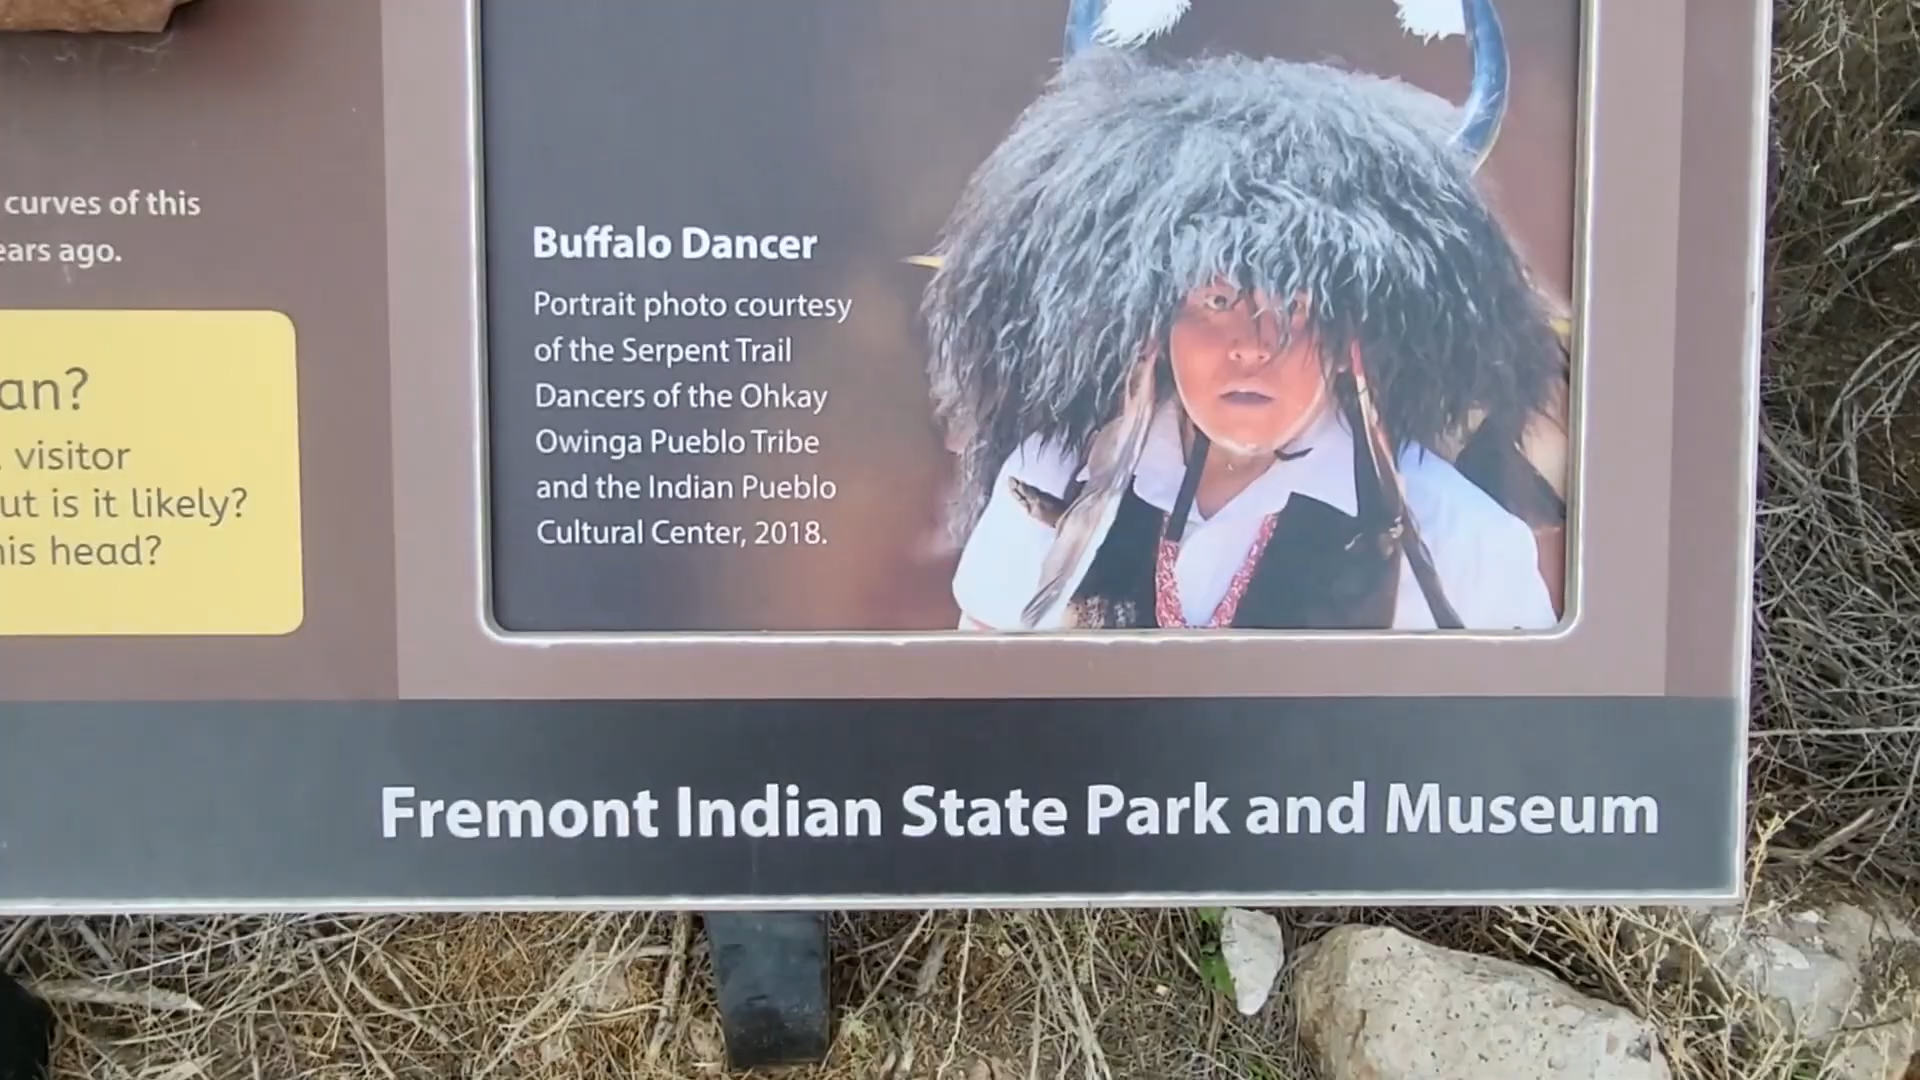 curves of this
ears ago.
an?
visitor
ut is it likely?
his head?
Buffalo Dancer
Portrait photo courtesy
of the Serpent Trail
Dancers of the Ohkay
Owinga Pueblo Tribe
and the Indian Pueblo
Cultural Center, 2018.
Fremont Indian State Park and Museum